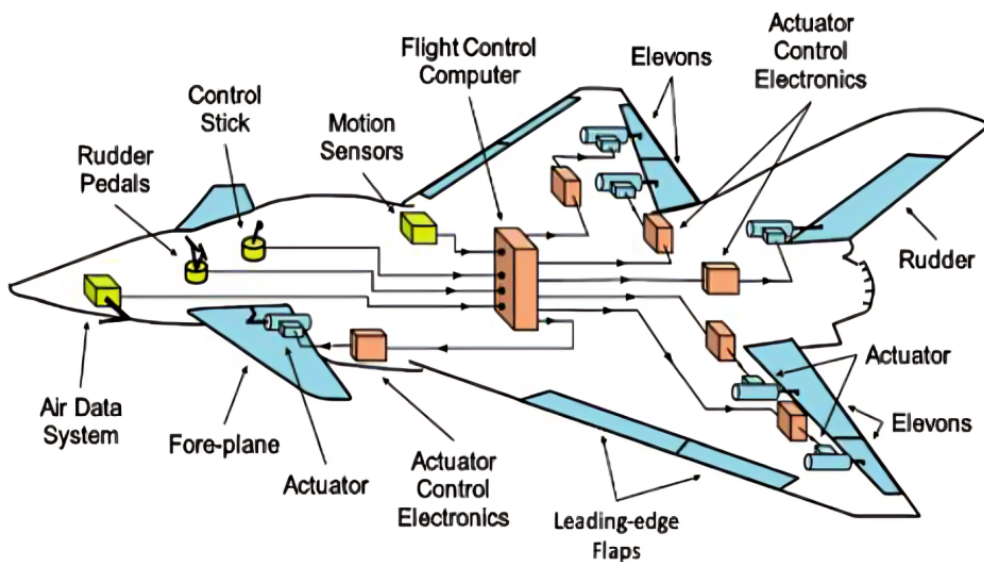 Flight Control
Computer
Elevons
Actuator
Control
Electronics
Control
Stick
Motion
Sensors
Rudder
Pedals
Rudder
Air Data
System
Fore-plane
Actuator
Actuator
Control
Electronics
Leading-edge
Flaps
Actuator
Elevons